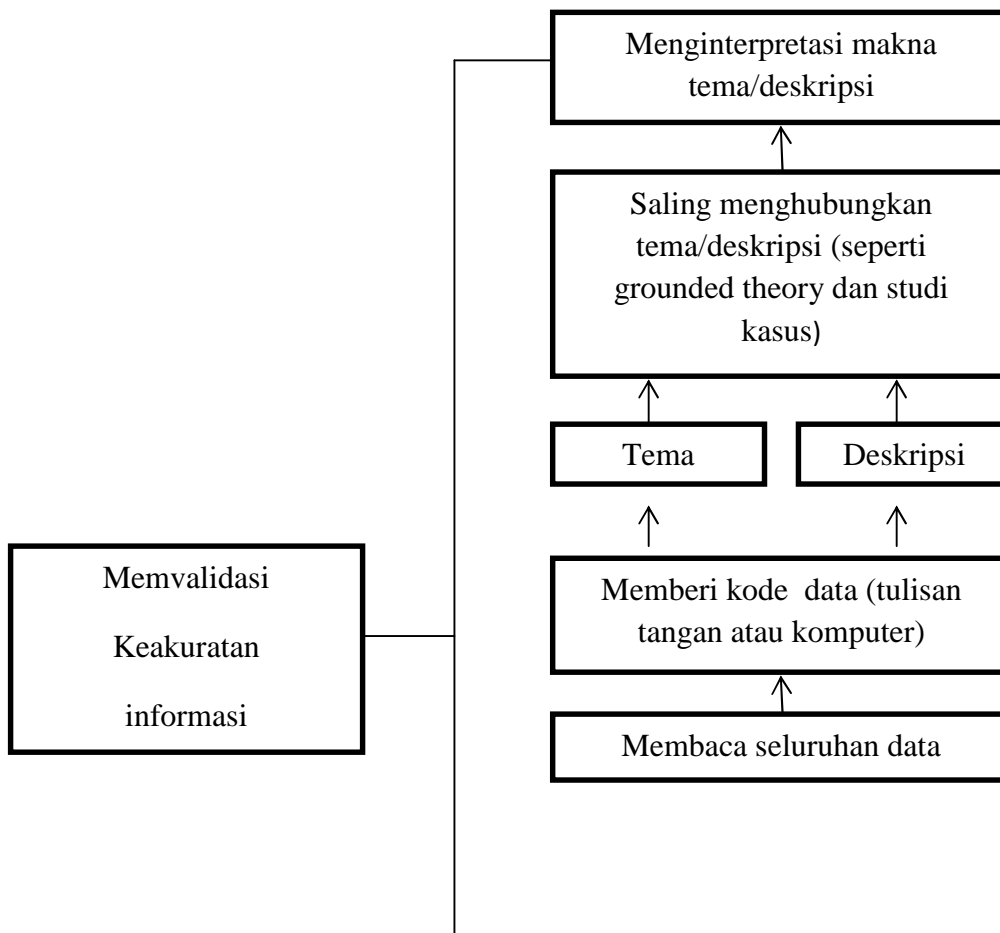 Menginterpretasi makna
tema/deskripsi
Saling menghubungkan
tema/deskripsi (seperti
grounded theory dan studi
kasus)
Tema
Deskripsi
Memvalidasi
Keakuratan
informasi
Memberi kode  data (tulisan
tangan atau komputer)
Membaca seluruhan data